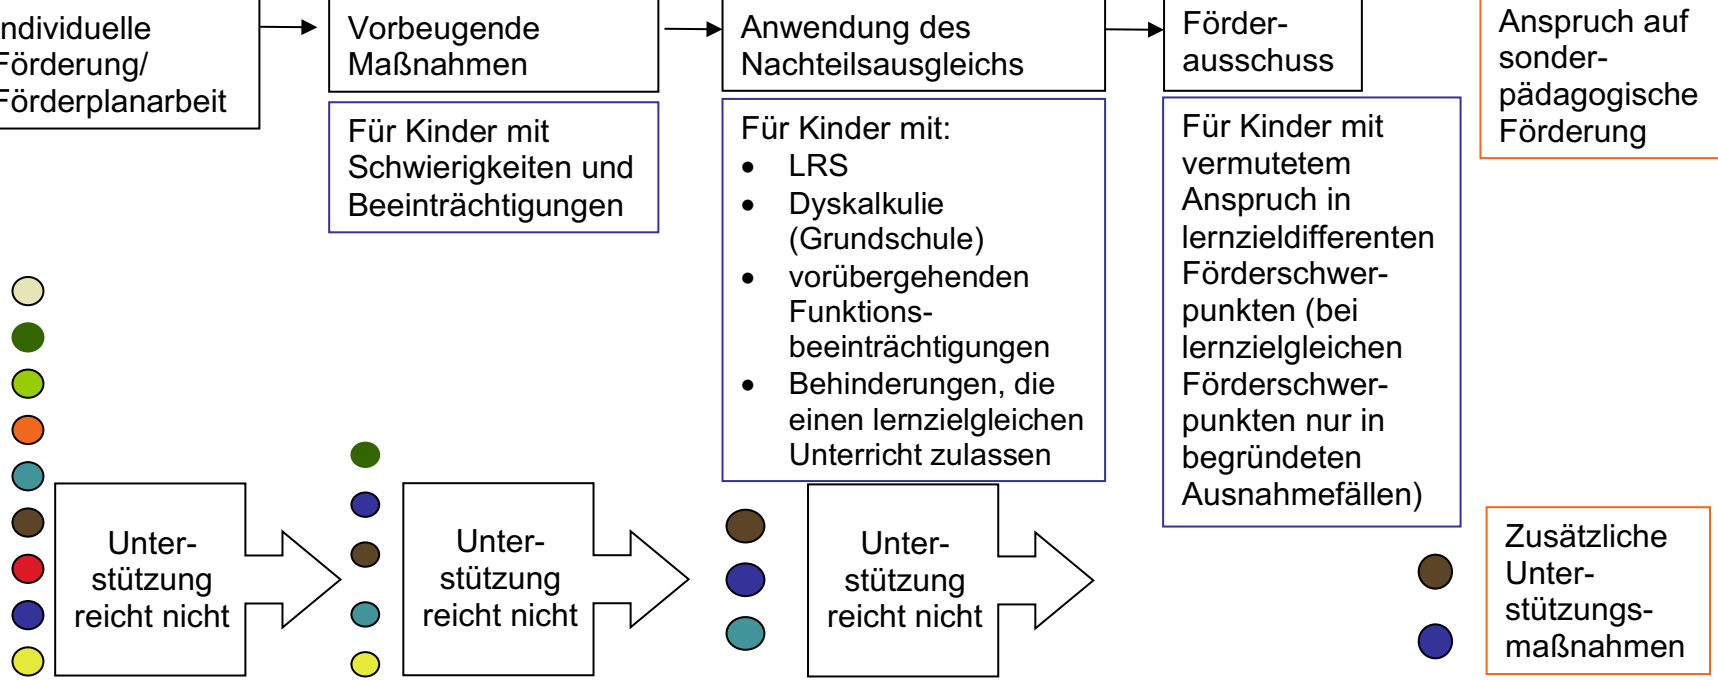 ndividuelle
Förderung/
Förderplanarbeit
Vorbeugende
Maßnahmen
Anwendung des
Nachteilsausgleichs
Förder-
ausschuss
Anspruch auf
sonder-
pädagogische
Förderung
Für Kinder mit
Schwierigkeiten und
Beeinträchtigungen
Für Kinder mit:
• LRS
• Dyskalkulie
(Grundschule)
• vorübergehenden
Funktions-
beeinträchtigungen
• Behinderungen, die
einen lernzielgleichen
Unterricht zulassen
Für Kinder mit
vermutetem
Anspruch in
lernzieldifferenten
Förderschwer-
punkten (bei
lernzielgleichen
Förderschwer-
punkten nur in
begründeten
Ausnahmefällen)
Unter-
stützung
reicht nicht
Unter-
stützung
reicht nicht
Unter-
stützung
reicht nicht
Zusätzliche
Unter-
stützungs-
maßnahmen